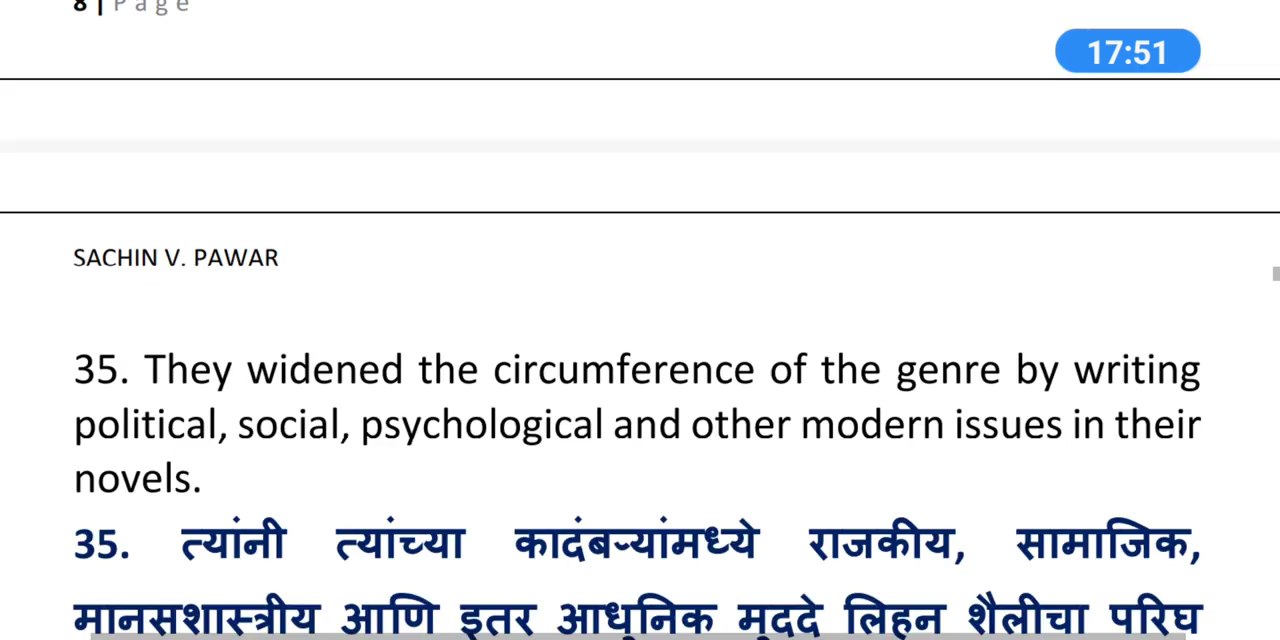 8 | P a g e
17:51
SACHIN V. PAWAR
35. They widened the circumference of the genre by writing
political, social, psychological and other modern issues in their
novels.
35. त्यांनी त्यांच्या कादंबऱ्यांमध्ये राजकीय, सामाजिक,
मानसशास्त्रीय आणि इतर आधुनिक मुददे लिहून शैलीचा परिघ